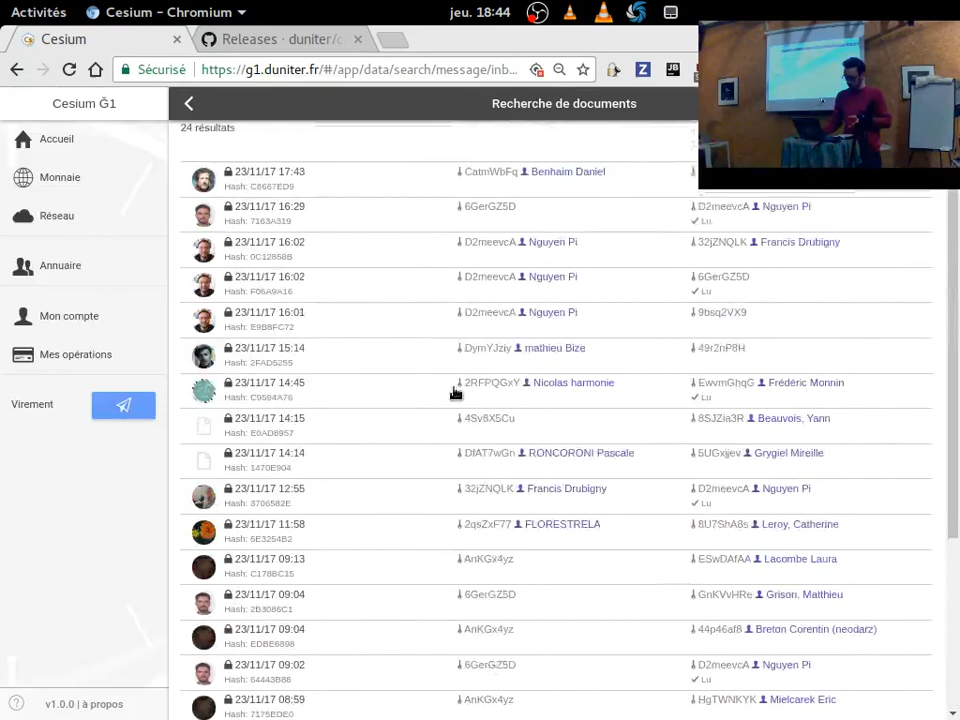 Activités Cesium - Chromium jeu. 18:44
Cesium Releases · duniter/ce
Sécurisé https://g1.duniter.fr/#/app/data/search/message/inb...
Cesium Ğ1 Recherche de documents
Accueil
Monnaie
Réseau
Annuaire
Mon compte
Mes opérations
Virement
v1.0.0 | à propos
24 résultats
23/11/17 17:43 CatmWbFq Benhaim Daniel
Hash: C6667ED9
23/11/17 16:29 6GerGZ5D D2meevcA Nguyen Pi
Hash: 7163A319 Lu
23/11/17 16:02 D2meevcA Nguyen Pi 32jZNQLK Francis Drubigny
Hash: 0C12858B
23/11/17 16:02 D2meevcA Nguyen Pi 6GerGZ5D
Hash: F06A9A16 Lu
23/11/17 16:01 D2meevcA Nguyen Pi 9bsq2VX9
Hash: E9B8FC72
23/11/17 15:14 DymYJziy mathieu Bize 49r2nP8H
Hash: 2FAD5255
23/11/17 14:45 2RFPQGxY Nicolas harmonie EwvmGhqG Frédéric Monnin
Hash: C9594A76 Lu
23/11/17 14:15 4Sv8X5Cu 8SJZia3R Beauvois, Yann
Hash: E0AD8957
23/11/17 14:14 DfAT7wGn RONCORONI Pascale 5UGxjjev Grygiel Mireille
Hash: 1470E904
23/11/17 12:55 32jZNQLK Francis Drubigny D2meevcA Nguyen Pi
Hash: 3706582E Lu
23/11/17 11:58 2qsZxF77 FLORESTRELA 8U7ShA8s Leroy, Catherine
Hash: 5E3254B2
23/11/17 09:13 AnKGx4yz ESwDAfAA Lacombe Laura
Hash: C178BC15
23/11/17 09:04 6GerGZ5D GnKVvHRe Grison, Matthieu
Hash: 2B3086C1
23/11/17 09:04 AnKGx4yz 44p46af8 Breton Corentin (neodarz)
Hash: EDBE6898
23/11/17 09:02 6GerGZ5D D2meevcA Nguyen Pi
Hash: 64443B88 Lu
23/11/17 08:59 AnKGx4yz HgTWNKYK Mielcarek Eric
Hash: 7175EDE0